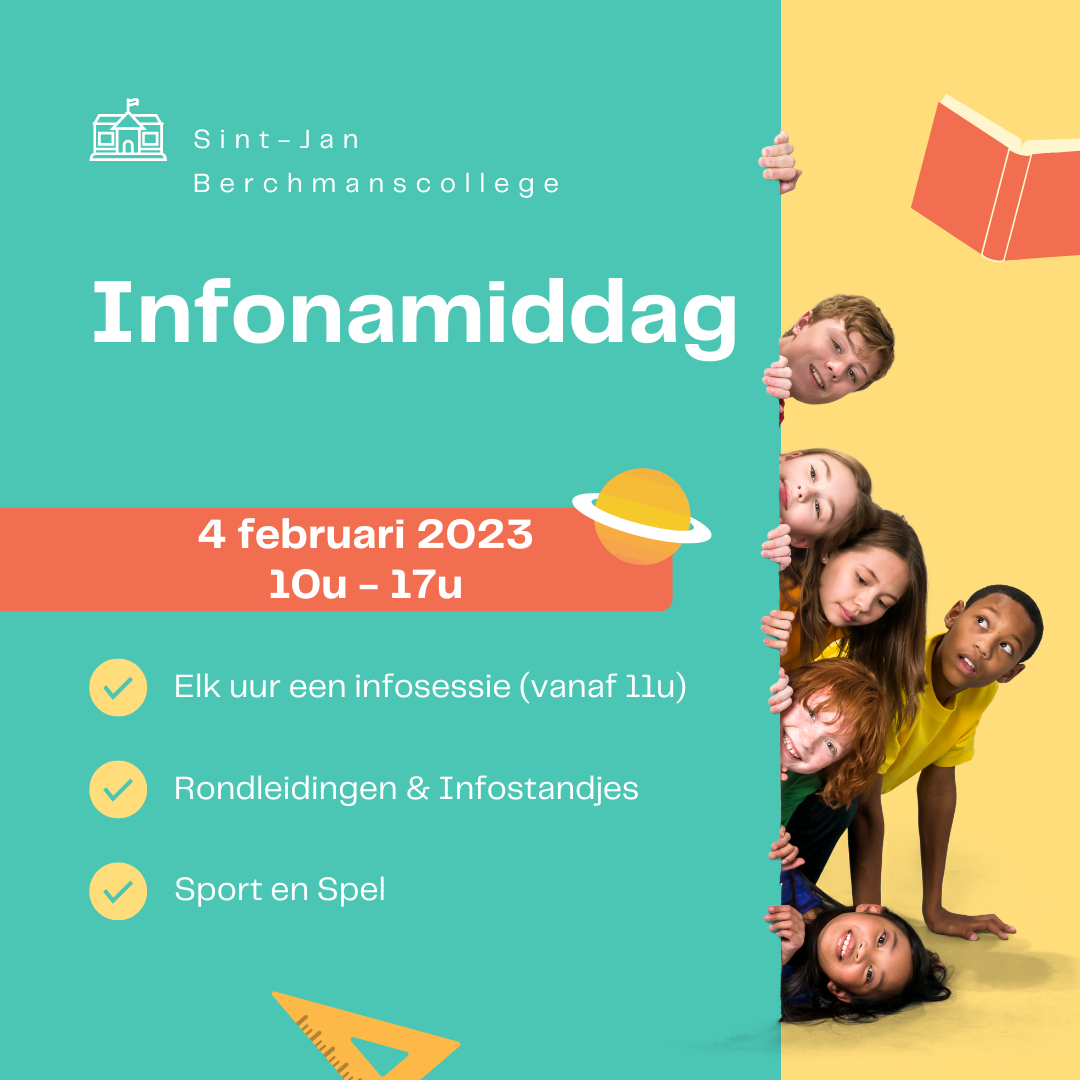 Sint-Jan
Berchmanscollege
Infonamiddag
4 februari 2023
10u - 17u
Elk uur een infosessie (vanaf 11u)
Rondleidingen & Infostandjes
Sport en Spel